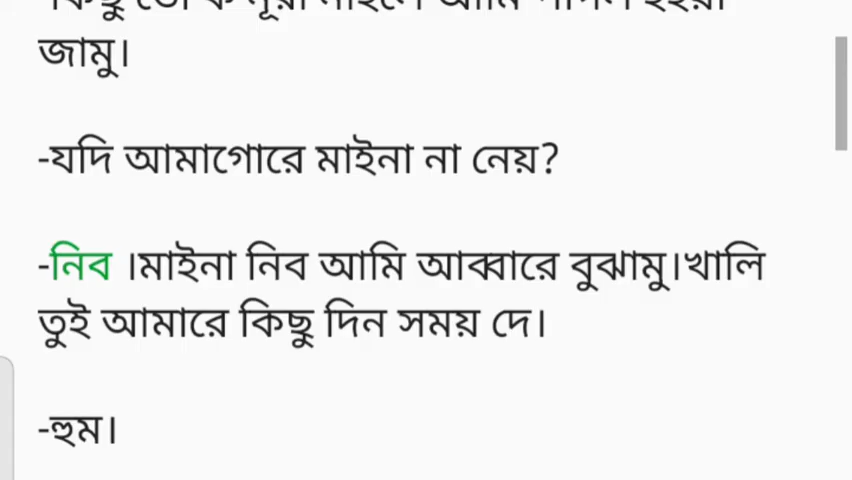 জামু।
-যদি আমাগোরে মাইনা না নেয়?
-নিব ।মাইনা নিব আমি আব্বারে বুঝামু।খালি
তুই আমারে কিছু দিন সময় দে।
-হুম।